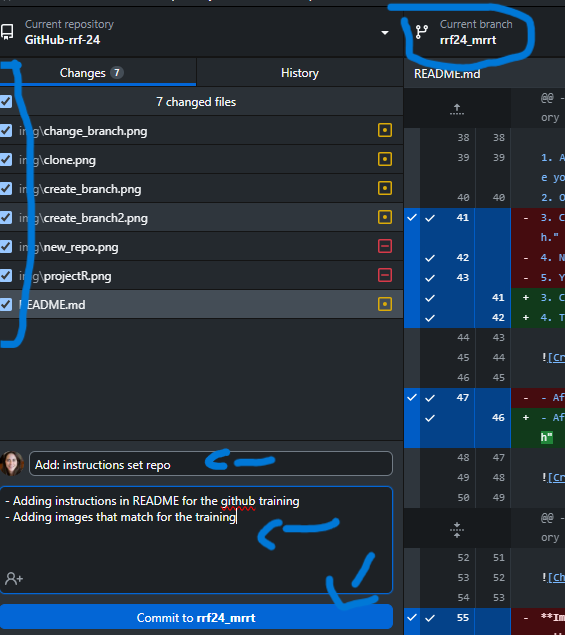 Current repository
GitHub-rrf-24
Current branch
rrf24_mrrt
Changes 7
History
README.md
7 changed files
img\change_branch.png
img\clone.png
img\create_branch.png
img\create_branch2.png
img\new_repo.png
img\projectR.png
README.md
@@ -
ory
38 38
39 39 1. A
e yo
40 40 2. O
41 - 3. C
h."
42 - 4. N
43 - 5. Y
41 + 3. C
42 + 4. T
44 43
45 44 ![Cr
46 45
47 - - Af
46 + - Af
h"
48 47
49 48 ![Cr
50 49
@@ -
ory
52 51
53 52 ![Ch
54 53
55 - **Im
Add: instructions set repo
- Adding instructions in README for the github training
- Adding images that match for the training
Commit to rrf24_mrrt